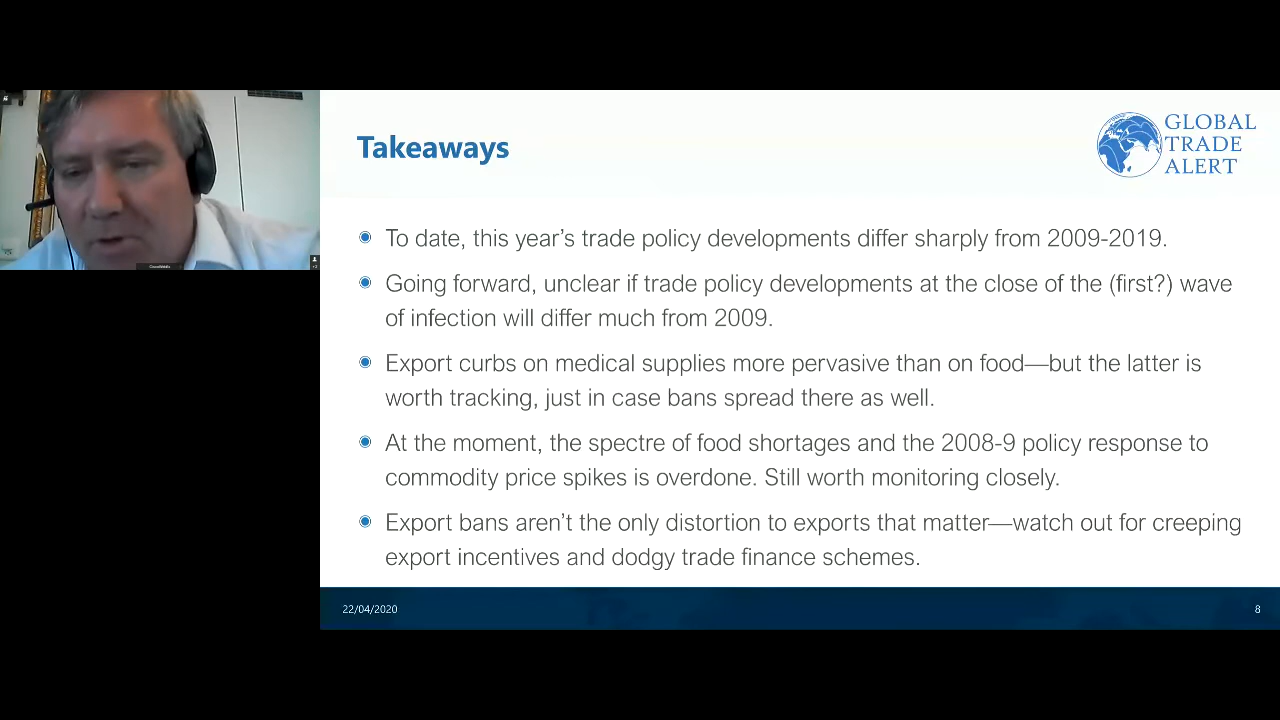 Takeaways
GLOBAL
TRADE
ALERT
To date, this year’s trade policy developments differ sharply from 2009-2019.
Going forward, unclear if trade policy developments at the close of the (first?) wave
of infection will differ much from 2009.
Export curbs on medical supplies more pervasive than on food—but the latter is
worth tracking, just in case bans spread there as well.
At the moment, the spectre of food shortages and the 2008-9 policy response to
commodity price spikes is overdone. Still worth monitoring closely.
Export bans aren’t the only distortion to exports that matter—watch out for creeping
export incentives and dodgy trade finance schemes.
22/04/2020
8